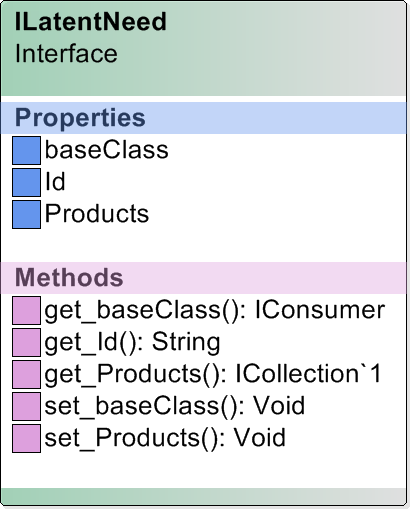 ILatentNeed
Interface
Properties
baseClass
Id
Products
Methods
get_baseClass(): IConsumer
get_Id(): String
get_Products(): ICollection`1
set_baseClass(): Void
set_Products(): Void